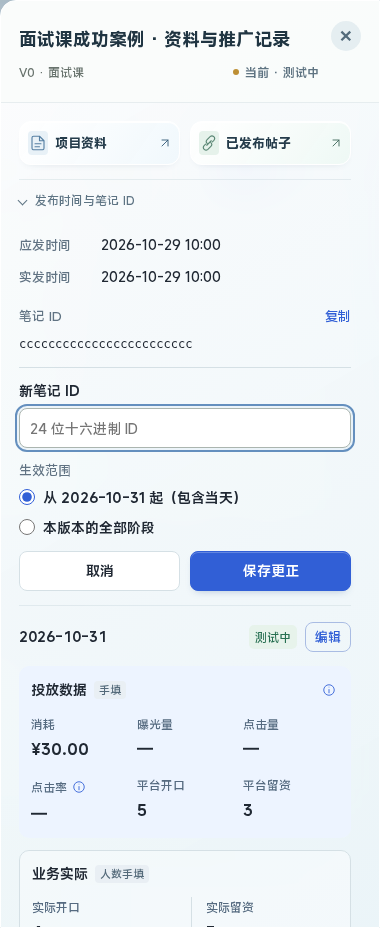 面试课成功案例 · 资料与推广记录
V0 · 面试课
当前 · 测试中
项目资料
已发布帖子
发布时间与笔记 ID
应发时间 2026-10-29 10:00
实发时间 2026-10-29 10:00
笔记 ID 复制
cccccccccccccccccccccccc
新笔记 ID
24 位十六进制 ID
生效范围
从 2026-10-31 起（包含当天）
本版本的全部阶段
取消 保存更正
2026-10-31 测试中 编辑
投放数据 手填
消耗 曝光量 点击量
¥30.00 — —
点击率 平台开口 平台留资
— 5 3
业务实际 人数手填
实际开口 实际留资